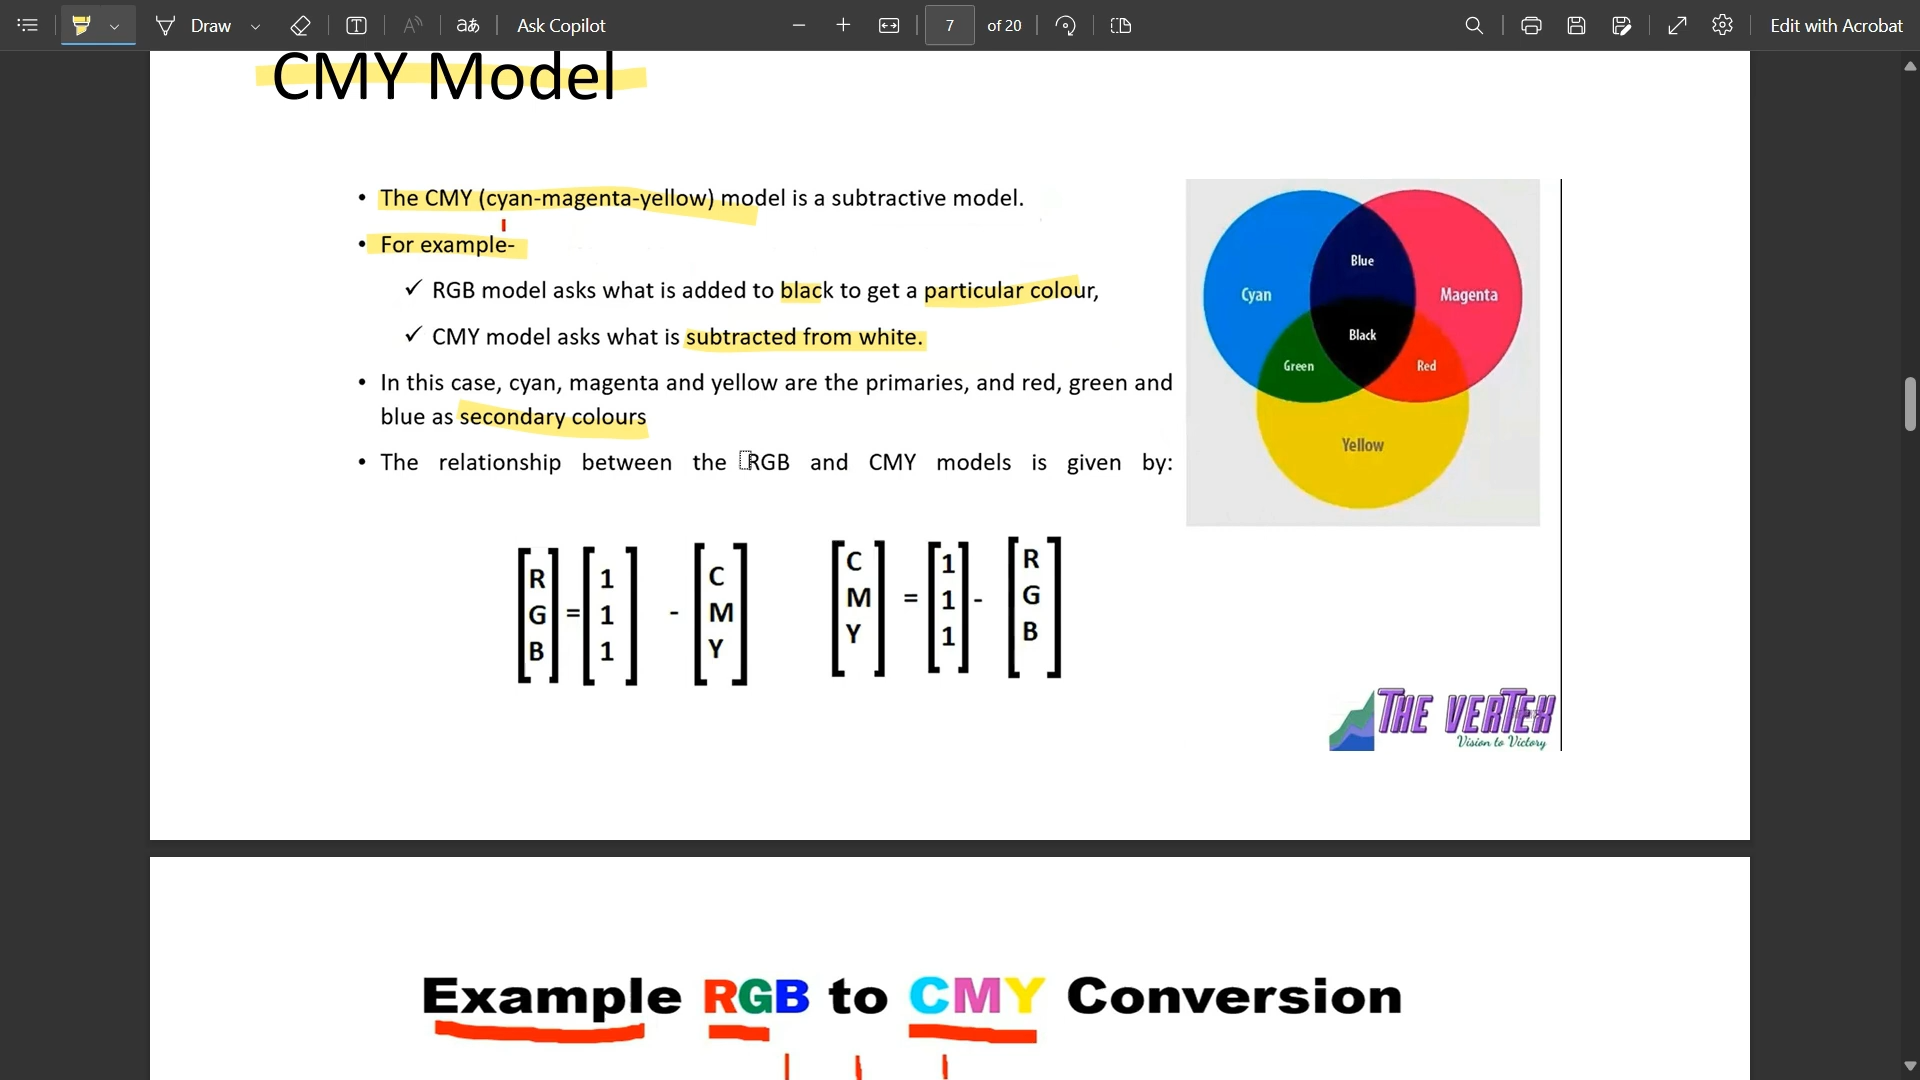 Draw
Ask Copilot
7 of 20
Edit with Acrobat
CMY Model
• The CMY (cyan-magenta-yellow) model is a subtractive model.
• For example-
✓ RGB model asks what is added to black to get a particular colour,
✓ CMY model asks what is subtracted from white.
• In this case, cyan, magenta and yellow are the primaries, and red, green and
blue as secondary colours
• The relationship between the RGB and CMY models is given by:
Blue
Cyan
Magenta
Black
Green
Red
Yellow
R 1 C
G = 1 - M
B 1 Y
C 1 R
M = 1 - G
Y 1 B
THE VERTEX
Vision to Victory
Example RGB to CMY Conversion